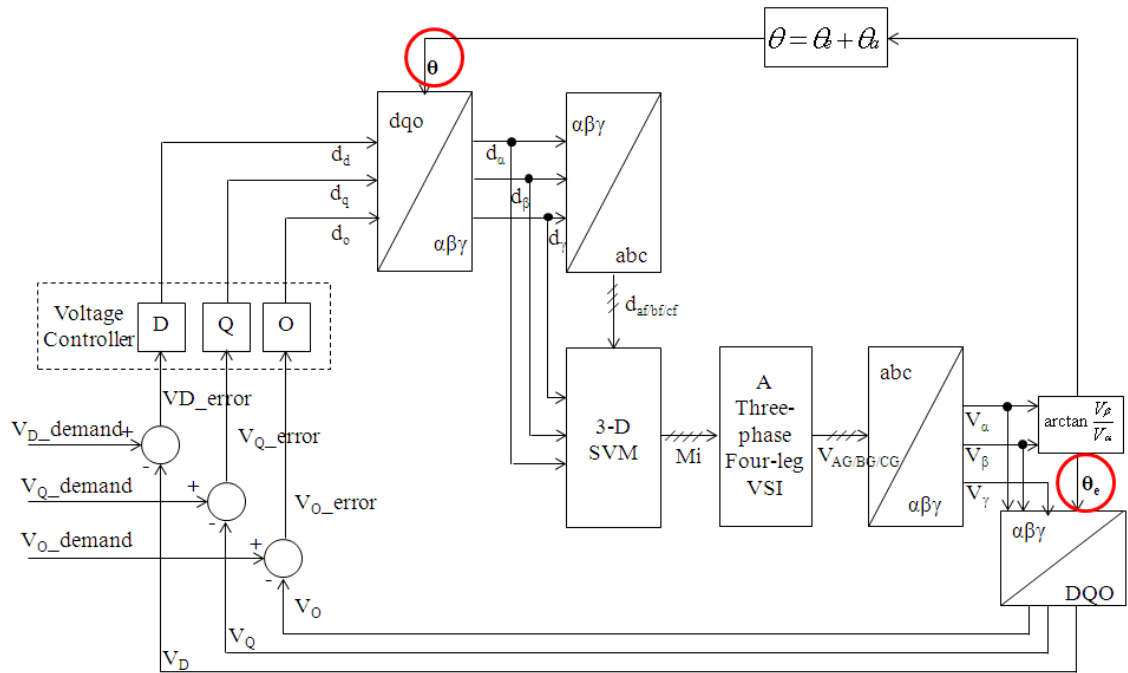 θ = θe + θa
θ
dqo
αβγ
αβγ
abc
dd
dq
do
dα
dβ
dγ
daf/bf/cf
Voltage
Controller
D
Q
O
VD_error
VQ_error
VO_error
VD_demand
VQ_demand
VO_demand
+
-
+
-
+
-
3-D
SVM
Mi
A
Three-
phase
Four-leg
VSI
VAG/BG/CG
abc
αβγ
Vα
Vβ
Vγ
arctan Vβ/Vα
θe
αβγ
DQO
VO
VQ
VD